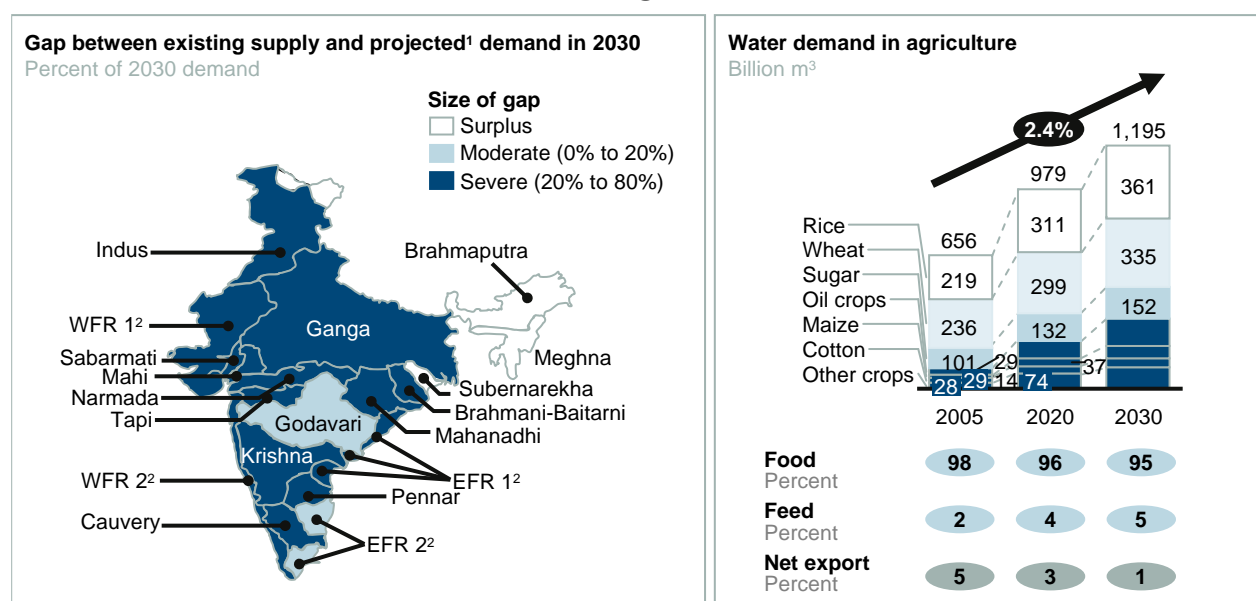 Gap between existing supply and projected¹ demand in 2030
Percent of 2030 demand
Size of gap
Surplus
Moderate (0% to 20%)
Severe (20% to 80%)
Indus
Brahmaputra
WFR 1²
Ganga
Sabarmati
Meghna
Mahi
Subernarekha
Narmada
Brahmani-Baitarni
Tapi
Godavari
Mahanadhi
Krishna
WFR 2²
EFR 1²
Pennar
Cauvery
EFR 2²
Water demand in agriculture
Billion m³
2.4%
1,195
979
361
Rice
656
311
Wheat
219
335
Sugar
299
Oil crops
152
Maize
236
132
Cotton
101
29
37
Other crops
28
29
14
74
2005 2020 2030
Food
98 96 95
Percent
Feed
2 4 5
Percent
Net export
5 3 1
Percent